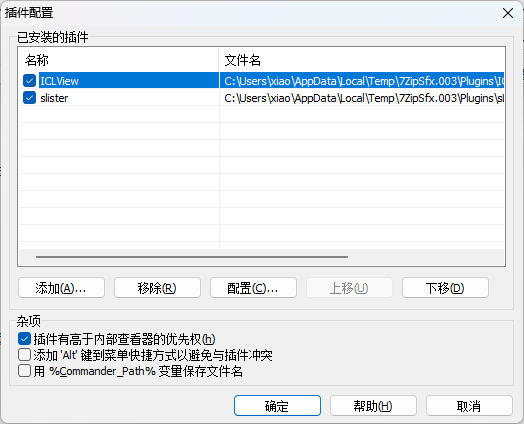 插件配置
已安装的插件
名称 文件名
ICLView C:\Users\xiao\AppData\Local\Temp\7ZipSfx.003\Plugins\IC
slister C:\Users\xiao\AppData\Local\Temp\7ZipSfx.003\Plugins\sl
添加(A)... 移除(R) 配置(C)... 上移(U) 下移(D)
杂项
插件有高于内部查看器的优先权(h)
添加 'Alt' 键到菜单快捷方式以避免与插件冲突
用 %Commander_Path% 变量保存文件名
确定 帮助(H) 取消